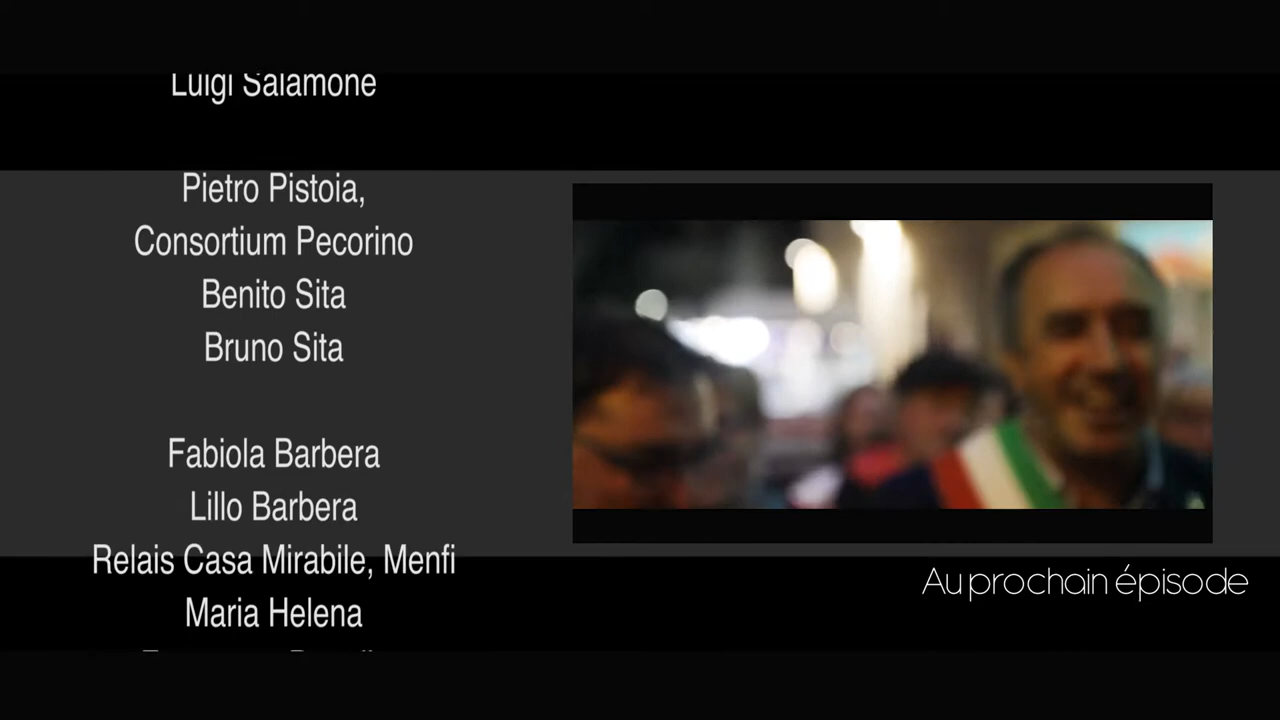 Luigi Salamone
Pietro Pistoia,
Consortium Pecorino
Benito Sita
Bruno Sita
Fabiola Barbera
Lillo Barbera
Relais Casa Mirabile, Menfi
Maria Helena
Au prochain épisode